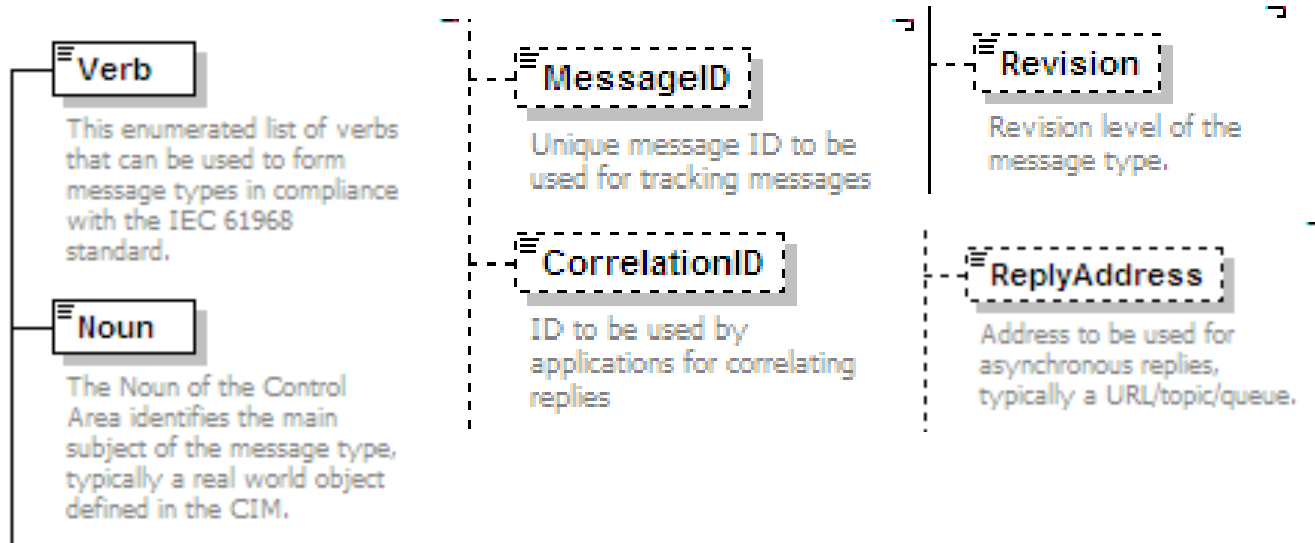 Verb
This enumerated list of verbs
that can be used to form
message types in compliance
with the IEC 61968
standard.
Noun
The Noun of the Control
Area identifies the main
subject of the message type,
typically a real world object
defined in the CIM.
MessageID
Unique message ID to be
used for tracking messages
CorrelationID
ID to be used by
applications for correlating
replies
Revision
Revision level of the
message type.
ReplyAddress
Address to be used for
asynchronous replies,
typically a URL/topic/queue.